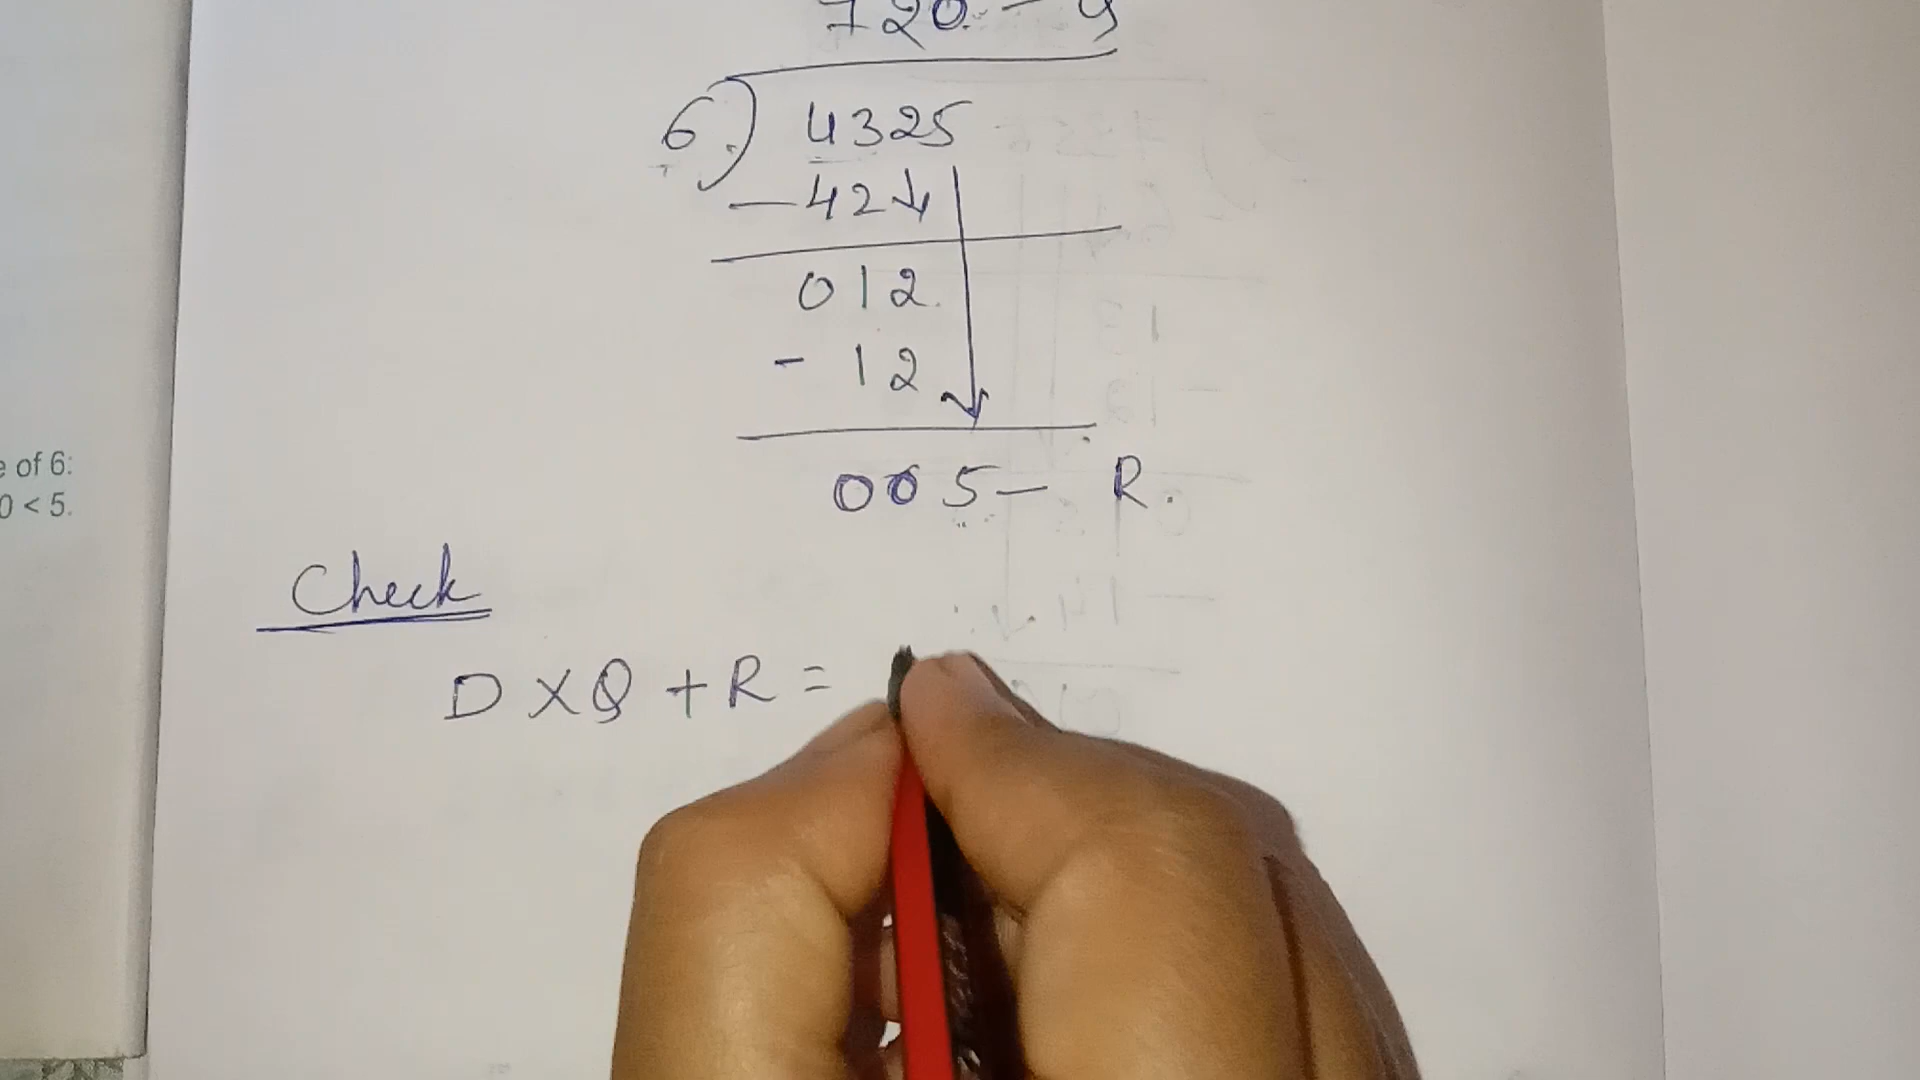 720 - Q
6) 4325
- 42
012
- 12
005 - R.
e of 6:
0 < 5.
Check
D X Q + R =